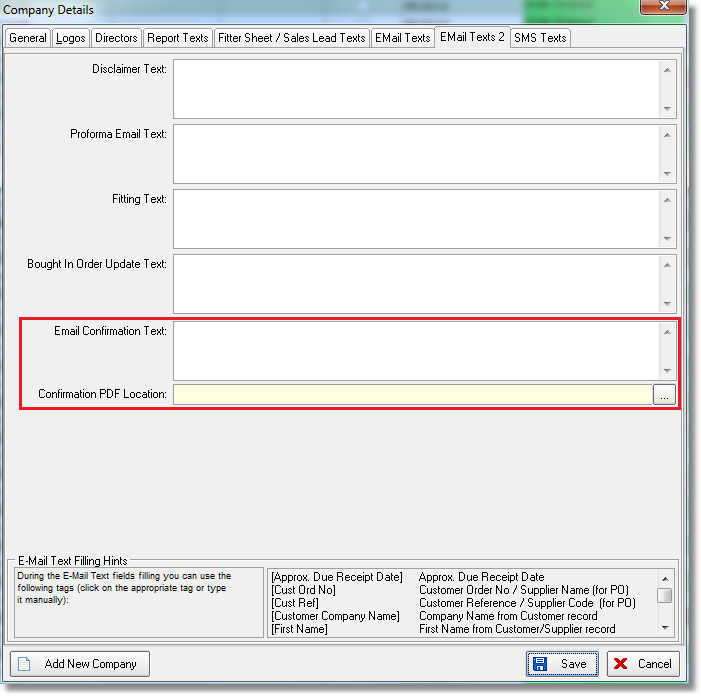 Company Details
General Logos Directors Report Texts Fitter Sheet / Sales Lead Texts EMail Texts EMail Texts 2 SMS Texts
Disclaimer Text:
Proforma Email Text:
Fitting Text:
Bought In Order Update Text:
Email Confirmation Text:
Confirmation PDF Location:
...
E-Mail Text Filling Hints
During the E-Mail Text fields filling you can use the
following tags (click on the appropriate tag or type
it manually):
[Approx. Due Receipt Date] Approx. Due Receipt Date
[Cust Ord No] Customer Order No / Supplier Name (for PO)
[Cust Ref] Customer Reference / Supplier Code (for PO)
[Customer Company Name] Company Name from Customer record
[First Name] First Name from Customer/Supplier record
Add New Company Save Cancel